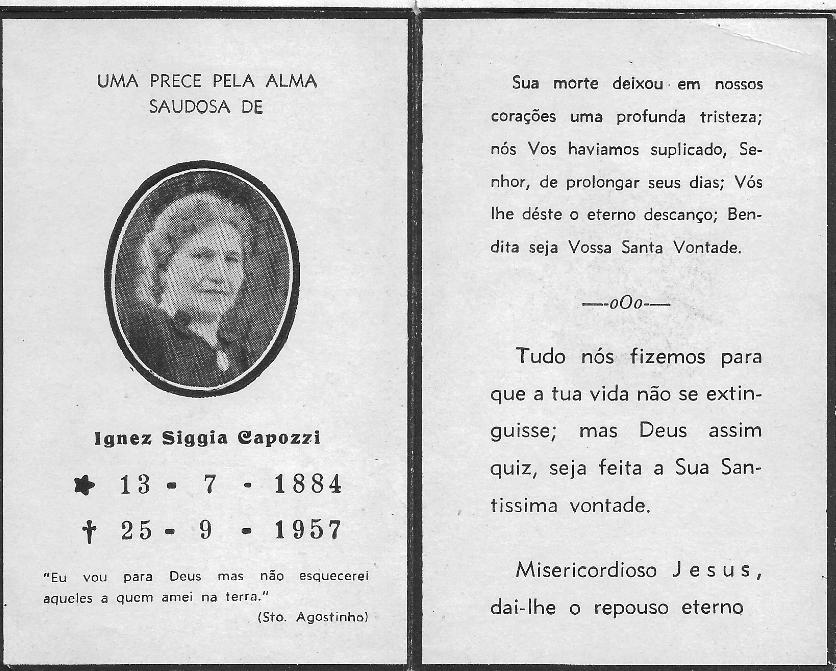 UMA PRECE PELA ALMA
SAUDOSA DE
Ignez Siggia Capozzi
13 - 7 - 1884
† 25 - 9 - 1957
"Eu vou para Deus mas não esquecerei
aqueles a quem amei na terra."
(Sto. Agostinho)
Sua morte deixou em nossos
corações uma profunda tristeza;
nós Vos haviamos suplicado, Se-
nhor, de prolongar seus dias; Vós
lhe déste o eterno descanço; Ben-
dita seja Vossa Santa Vontade.
—-oOo-—
Tudo nós fizemos para
que a tua vida não se extin-
guisse; mas Deus assim
quiz, seja feita a Sua San-
tissima vontade.
Misericordioso Jesus,
dai-lhe o repouso eterno